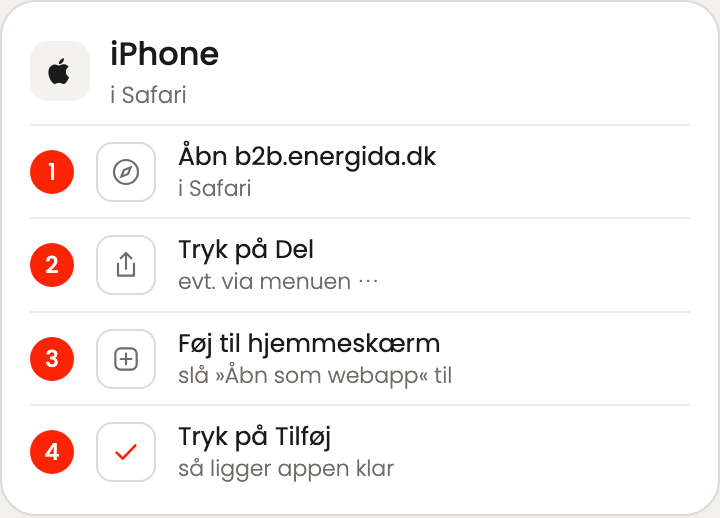 iPhone
i Safari
1
Åbn b2b.energida.dk
i Safari
2
Tryk på Del
evt. via menuen ···
3
Føj til hjemmeskærm
slå »Åbn som webapp« til
4
Tryk på Tilføj
så ligger appen klar